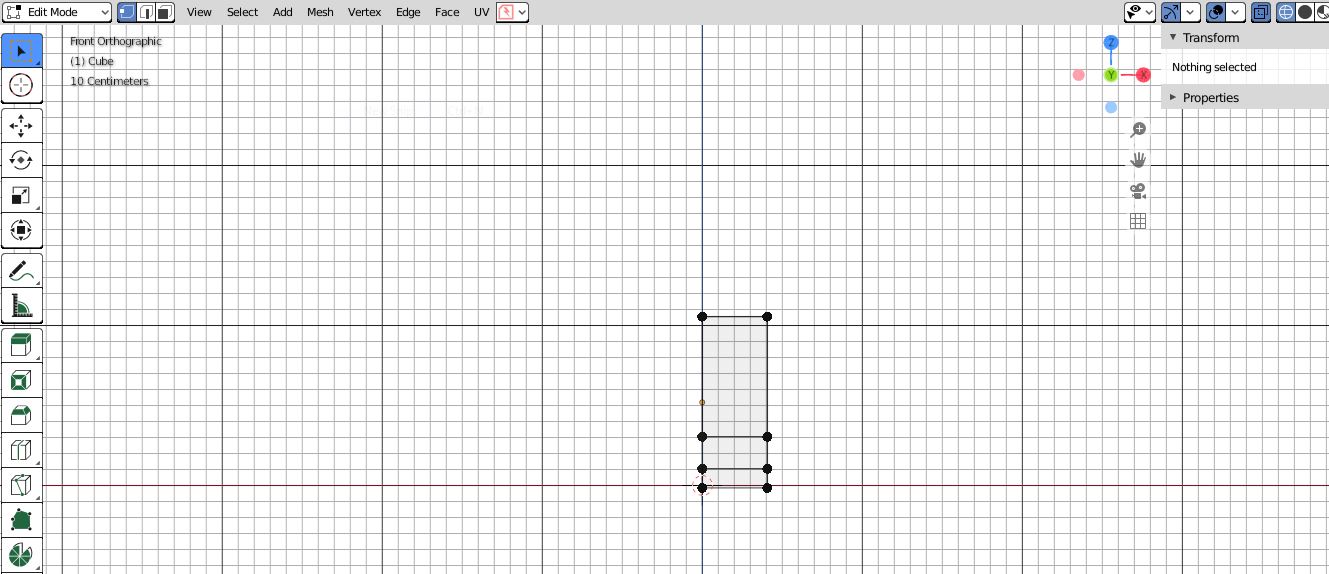 Edit Mode View Select Add Mesh Vertex Edge Face UV
Front Orthographic
(1) Cube
10 Centimeters
Z
Y
X
Transform
Nothing selected
Properties